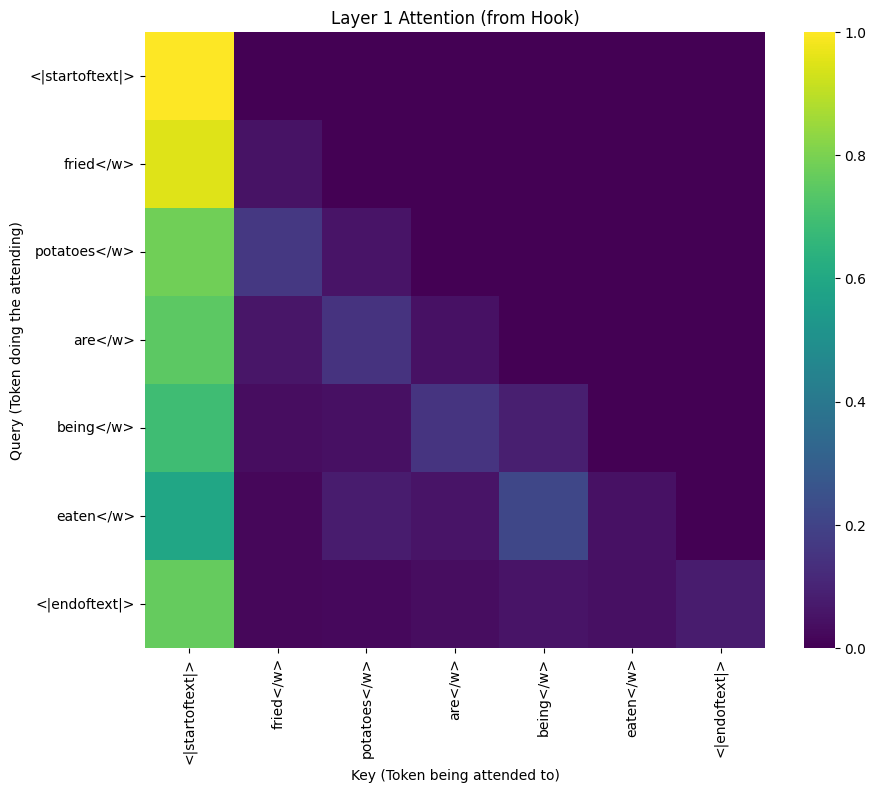 Layer 1 Attention (from Hook)
Query (Token doing the attending)
<|startoftext|>
fried</w>
potatoes</w>
are</w>
being</w>
eaten</w>
<|endoftext|>
<|startoftext|>
fried</w>
potatoes</w>
are</w>
being</w>
eaten</w>
<|endoftext|>
Key (Token being attended to)
1.0
0.8
0.6
0.4
0.2
0.0